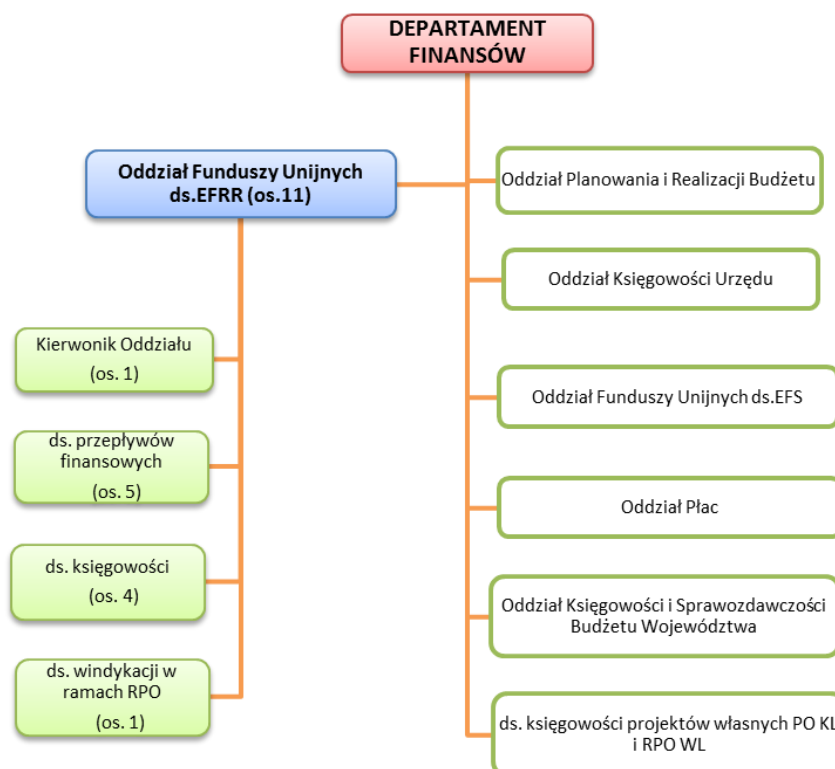 DEPARTAMENT
FINANSÓW
Oddział Funduszy Unijnych
ds.EFRR (os.11)
Kierwonik Oddziału
(os. 1)
ds. przepływów
finansowych
(os. 5)
ds. księgowości
(os. 4)
ds. windykacji w
ramach RPO
(os. 1)
Oddział Planowania i Realizacji Budżetu
Oddział Księgowości Urzędu
Oddział Funduszy Unijnych ds.EFS
Oddział Płac
Oddział Księgowości i Sprawozdawczości
Budżetu Województwa
ds. księgowości projektów własnych PO KL
i RPO WL